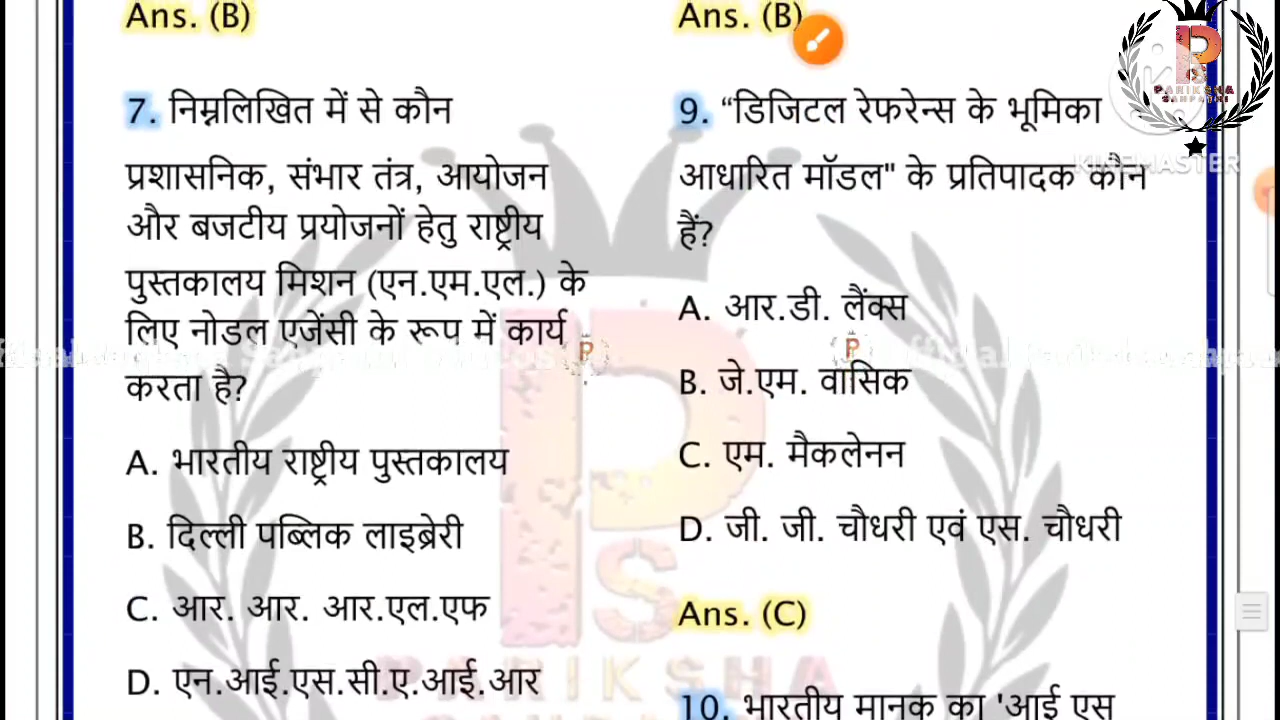 Ans. (B)
7. निम्नलिखित में से कौन
प्रशासनिक, संभार तंत्र, आयोजन
और बजटीय प्रयोजनों हेतु राष्ट्रीय
पुस्तकालय मिशन (एन.एम.एल.) के
लिए नोडल एजेंसी के रूप में कार्य
करता है?
A. भारतीय राष्ट्रीय पुस्तकालय
B. दिल्ली पब्लिक लाइब्रेरी
C. आर. आर. आर.एल.एफ
D. एन.आई.एस.सी.ए.आई.आर
Ans. (B)
9. “डिजिटल रेफरेन्स के भूमिका
आधारित मॉडल" के प्रतिपादक कौन
हैं?
A. आर.डी. लैंक्स
B. जे.एम. वासिक
C. एम. मैकलेनन
D. जी. जी. चौधरी एवं एस. चौधरी
Ans. (C)
10. भारतीय मानक का 'आई एस
PARIKSHA
SANPATHI
KINEMASTER
PARIKSHA